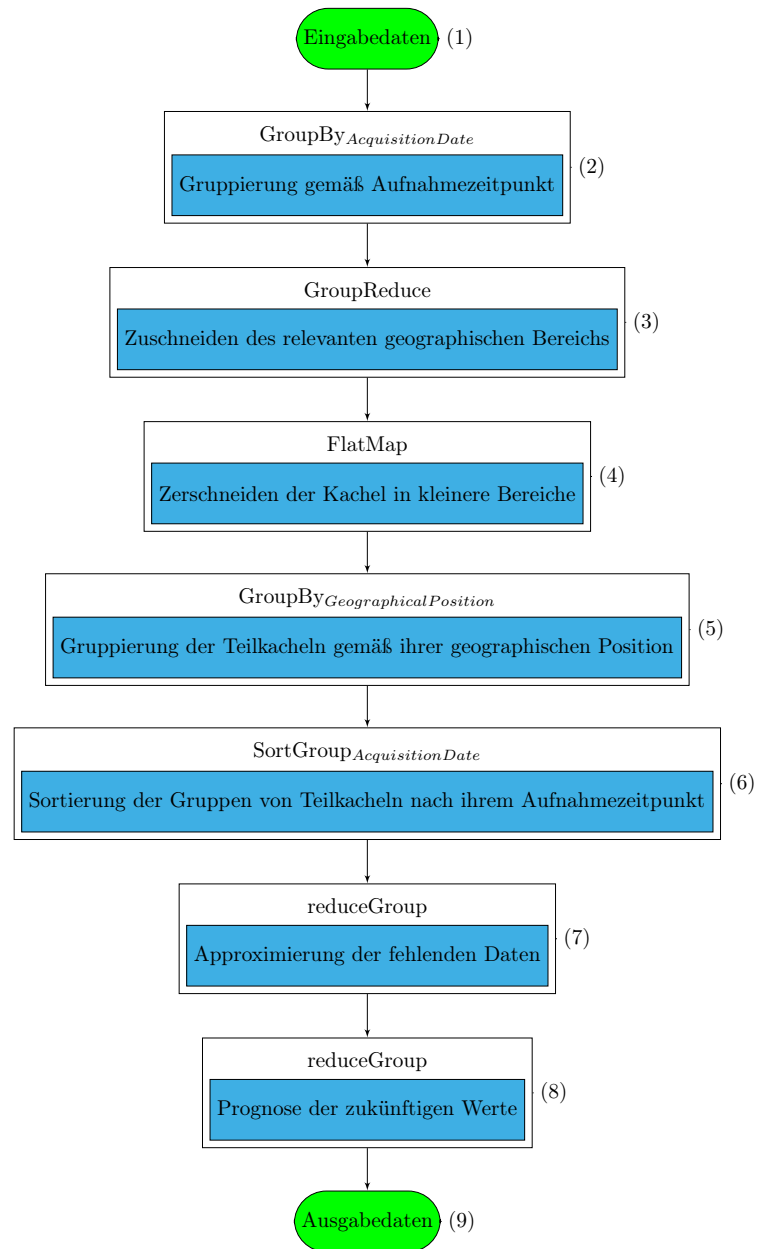 Eingabedaten (1)
GroupBy_AcquisitionDate
Gruppierung gemäß Aufnahmezeitpunkt (2)
GroupReduce
Zuschneiden des relevanten geographischen Bereichs (3)
FlatMap
Zerschneiden der Kachel in kleinere Bereiche (4)
GroupBy_GeographicalPosition
Gruppierung der Teilkacheln gemäß ihrer geographischen Position (5)
SortGroup_AcquisitionDate
Sortierung der Gruppen von Teilkacheln nach ihrem Aufnahmezeitpunkt (6)
reduceGroup
Approximierung der fehlenden Daten (7)
reduceGroup
Prognose der zukünftigen Werte (8)
Ausgabedaten (9)